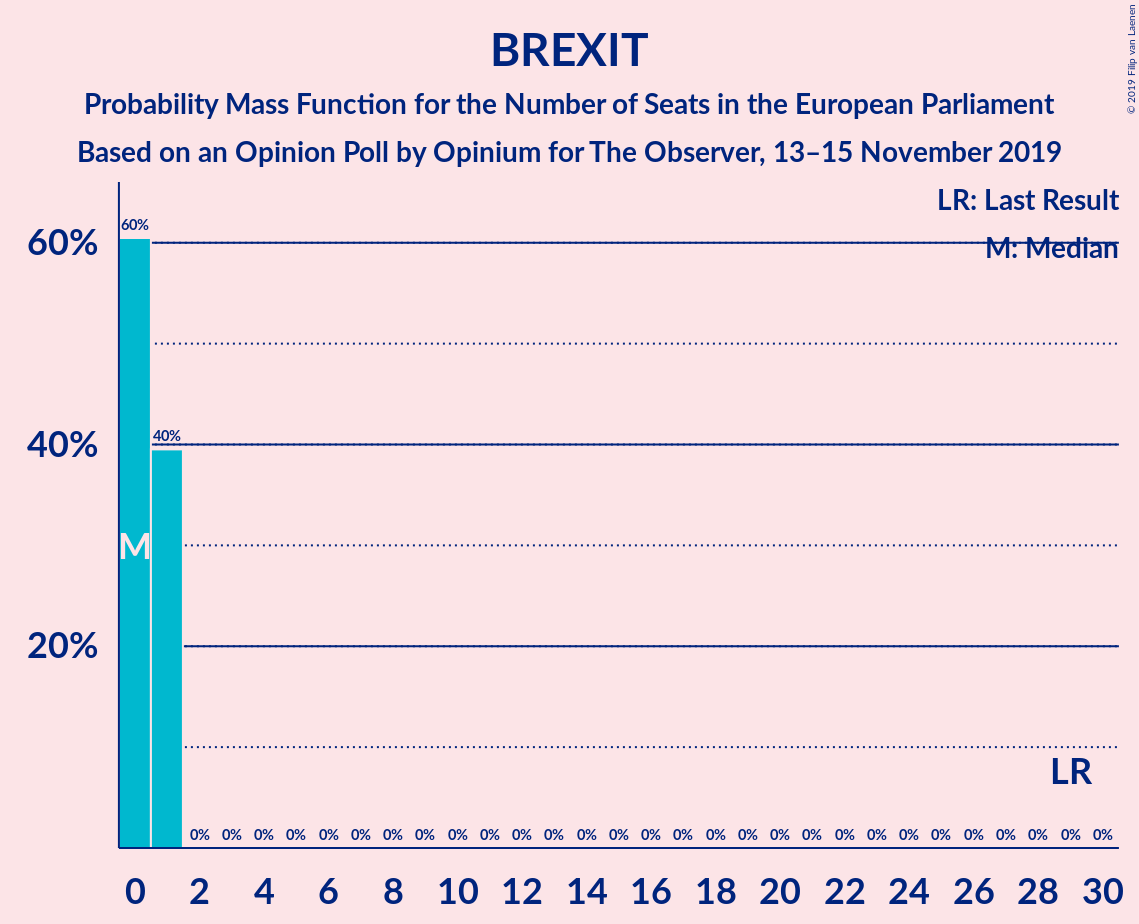 BREXIT
Probability Mass Function for the Number of Seats in the European Parliament
Based on an Opinion Poll by Opinium for The Observer, 13–15 November 2019
© 2019 Filip van Laenen
LR: Last Result
M: Median
60%
40%
20%
60%
40%
M
LR
0% 0% 0% 0% 0% 0% 0% 0% 0% 0% 0% 0% 0% 0% 0% 0% 0% 0% 0% 0% 0% 0% 0% 0% 0% 0% 0% 0% 0%
0 2 4 6 8 10 12 14 16 18 20 22 24 26 28 30